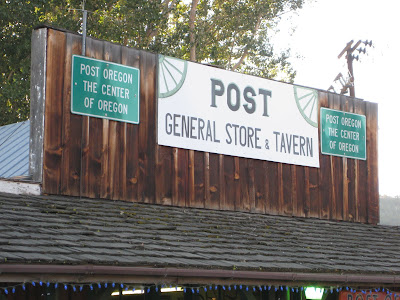 POST OREGON
THE CENTER
OF OREGON
POST
GENERAL STORE & TAVERN
POST OREGON
THE CENTER
OF OREGON